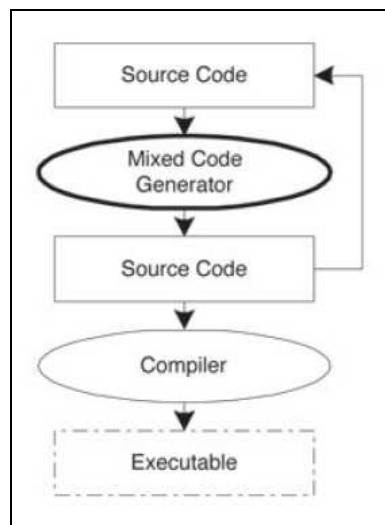 Source Code
Mixed Code
Generator
Source Code
Compiler
Executable